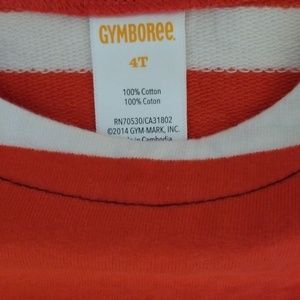 GYMBOREE.
4T
100% Cotton
100% Coton
RN70530/CA31802
©2014 GYM-MARK, INC.
in Cambodia